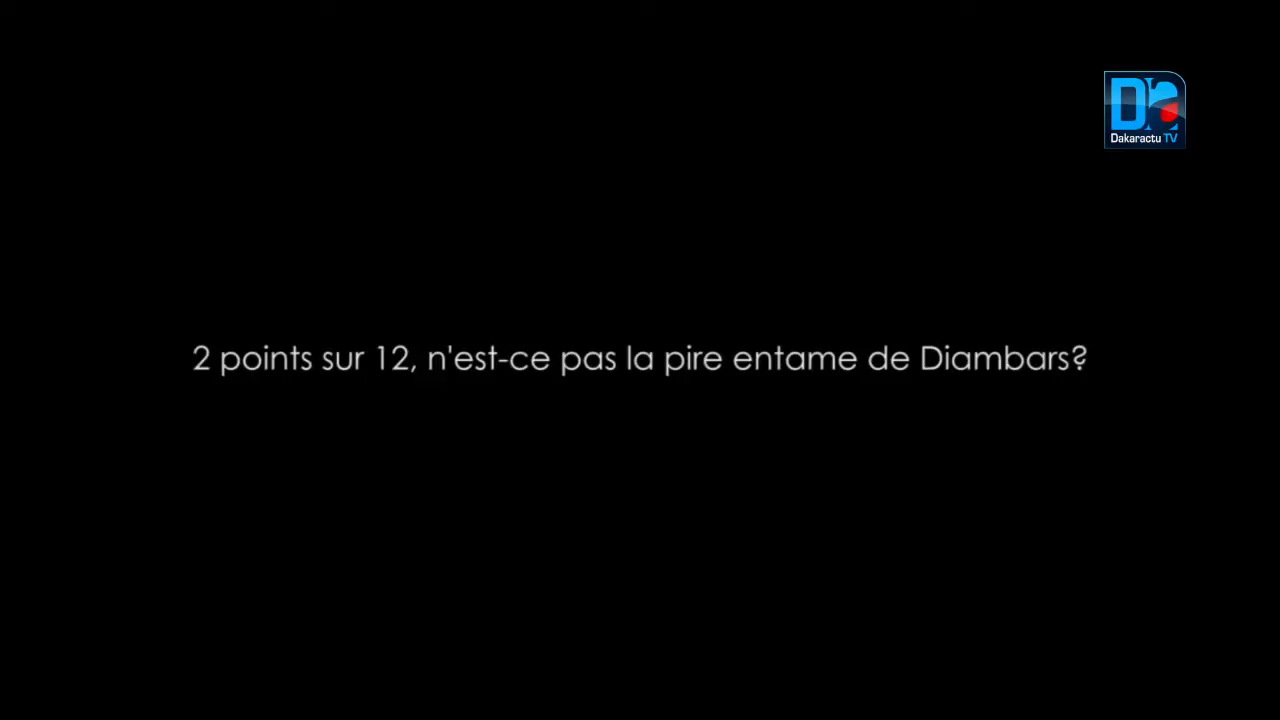 Dakaractu TV
2 points sur 12, n'est-ce pas la pire entame de Diambars?